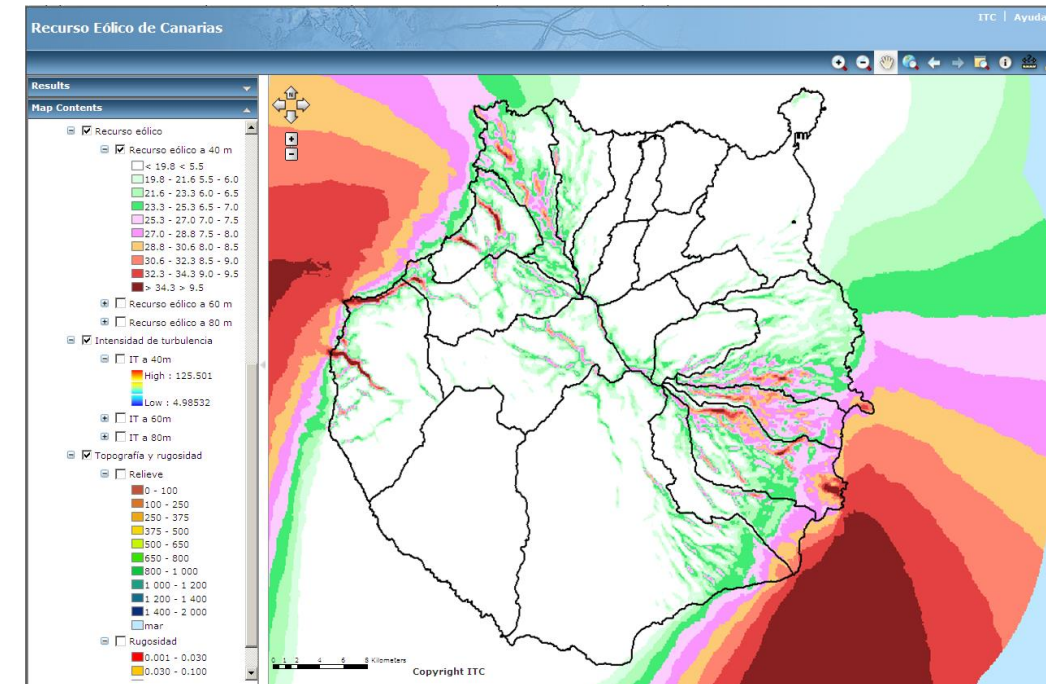 Recurso Eólico de Canarias
ITC | Ayuda
Results
Map Contents
Recurso eólico
Recurso eólico a 40 m
< 19.8 < 5.5
19.8 - 21.6 5.5 - 6.0
21.6 - 23.3 6.0 - 6.5
23.3 - 25.3 6.5 - 7.0
25.3 - 27.0 7.0 - 7.5
27.0 - 28.8 7.5 - 8.0
28.8 - 30.6 8.0 - 8.5
30.6 - 32.3 8.5 - 9.0
32.3 - 34.3 9.0 - 9.5
> 34.3 > 9.5
Recurso eólico a 60 m
Recurso eólico a 80 m
Intensidad de turbulencia
IT a 40m
High : 125.501
Low : 4.98532
IT a 60m
IT a 80m
Topografía y rugosidad
Relieve
0 - 100
100 - 250
250 - 375
375 - 500
500 - 650
650 - 800
800 - 1 000
1 000 - 1 200
1 200 - 1 400
1 400 - 2 000
mar
Rugosidad
0.001 - 0.030
0.030 - 0.100
N
0 1 2 4 6 8 Kilometers
Copyright ITC